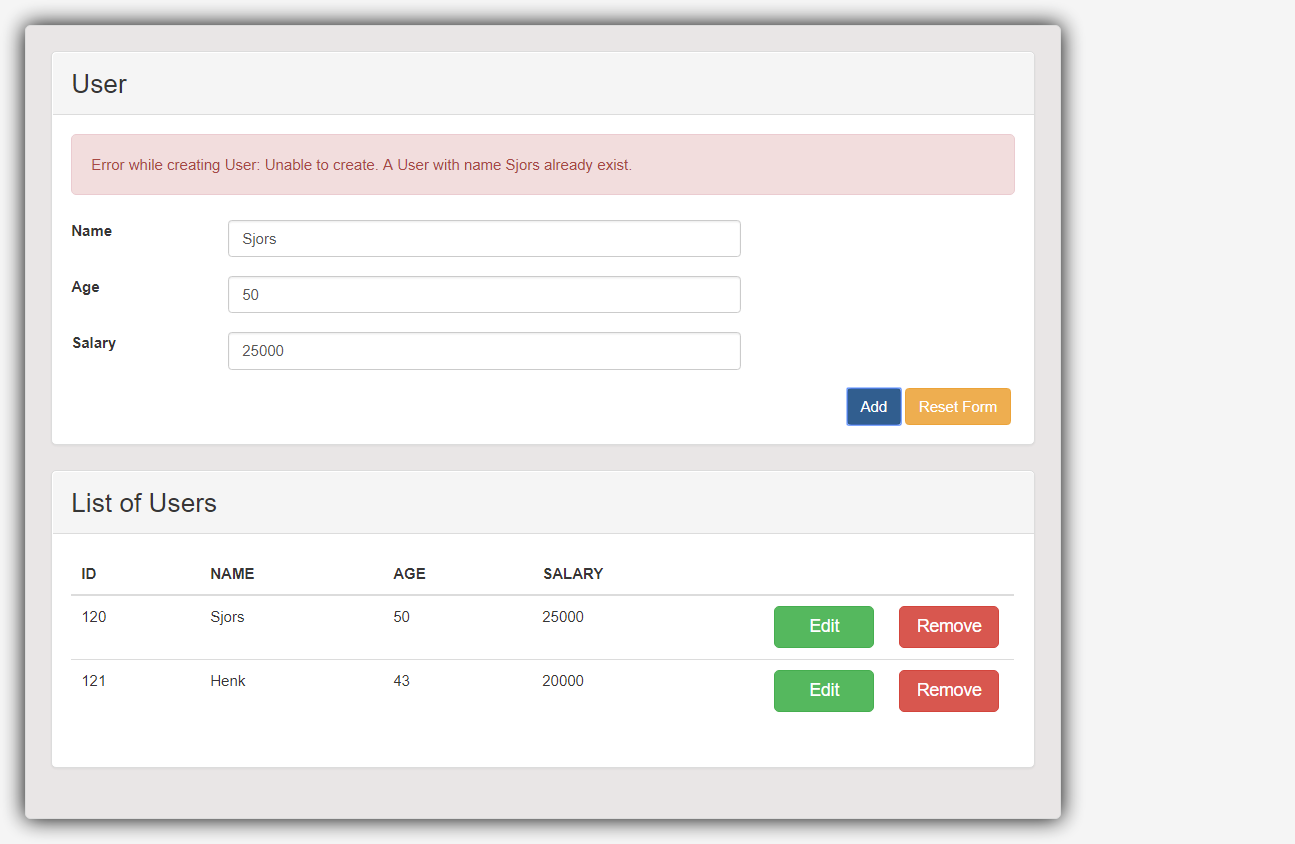 User
Error while creating User: Unable to create. A User with name Sjors already exist.
Name
Sjors
Age
50
Salary
25000
Add Reset Form
List of Users
ID NAME AGE SALARY
120 Sjors 50 25000 Edit Remove
121 Henk 43 20000 Edit Remove